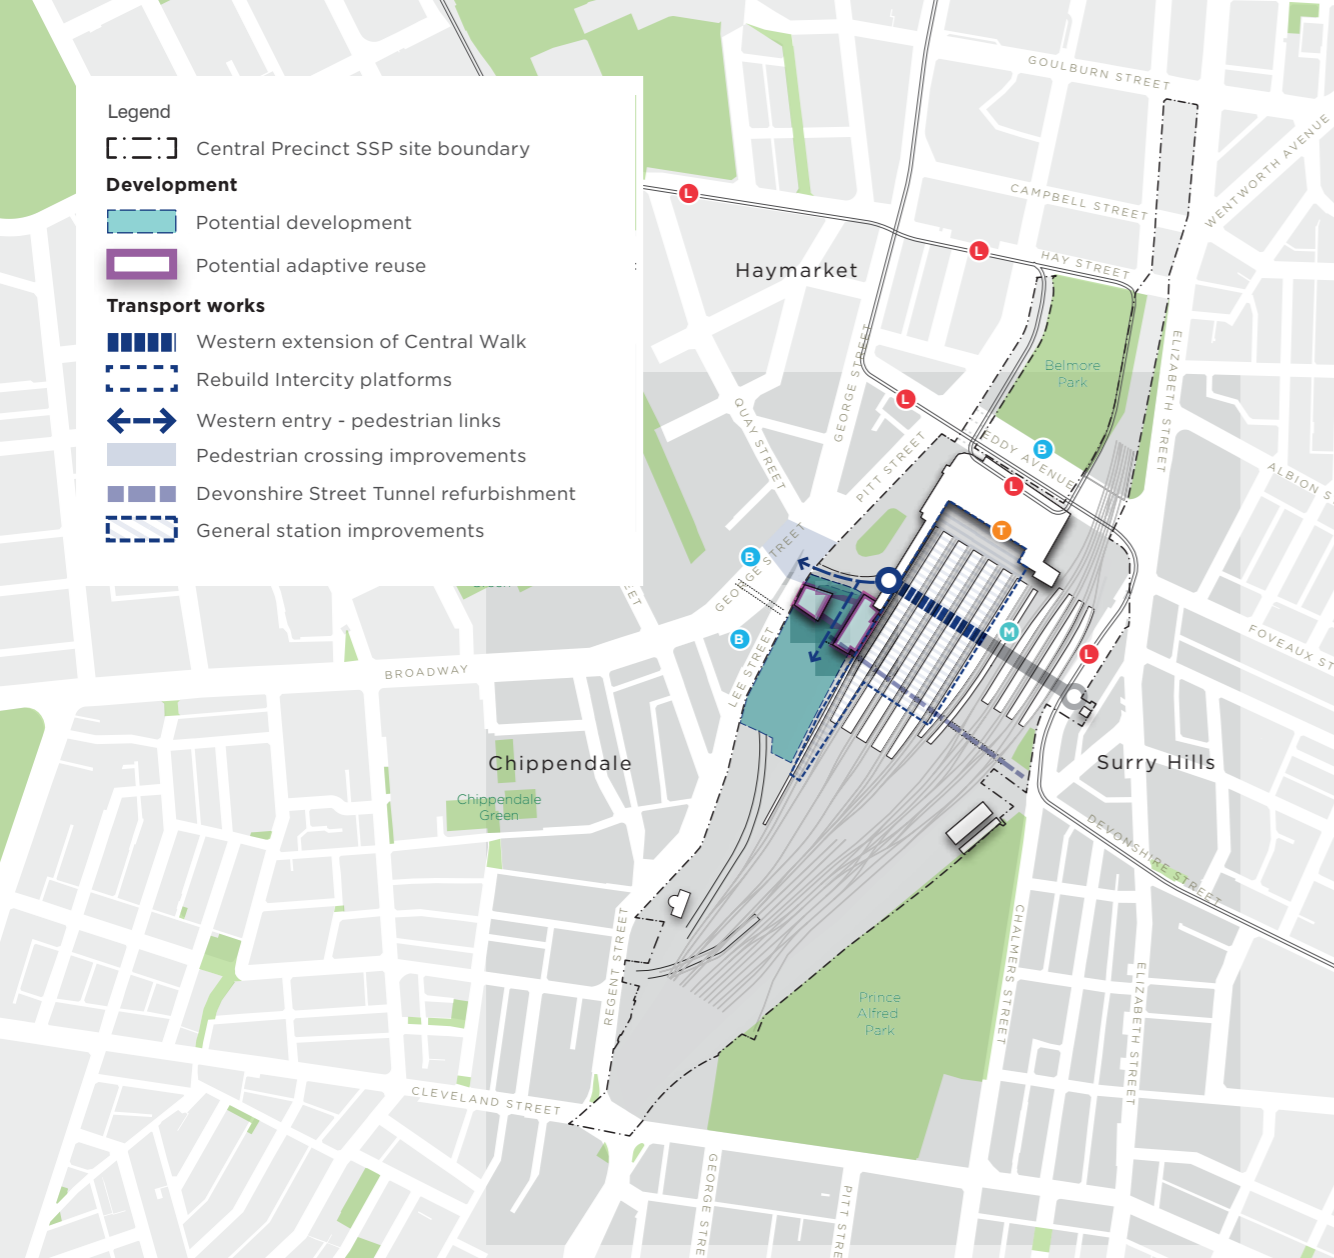 Legend
Central Precinct SSP site boundary
Development
Potential development
Potential adaptive reuse
Transport works
Western extension of Central Walk
Rebuild Intercity platforms
Western entry - pedestrian links
Pedestrian crossing improvements
Devonshire Street Tunnel refurbishment
General station improvements
GOULBURN STREET
WENTWORTH AVENUE
CAMPBELL STREET
L
L
HAY STREET
Haymarket
ELIZABETH STREET
Belmore
Park
GEORGE STREET
L
QUAY STREET
PITT STREET
EDDY AVENUE
B
L
ALBION S
T
GEORGE STREET
B
Green
ET
M
B
L
FOVEAUX ST
LEE STREET
BROADWAY
Chippendale
Surry Hills
Chippendale
Green
DEVONSHIRE STREET
REGENT STREET
CHALMERS STREET
ELIZABETH STREET
Prince
Alfred
Park
CLEVELAND STREET
GEORGE STRE
PITT STRE